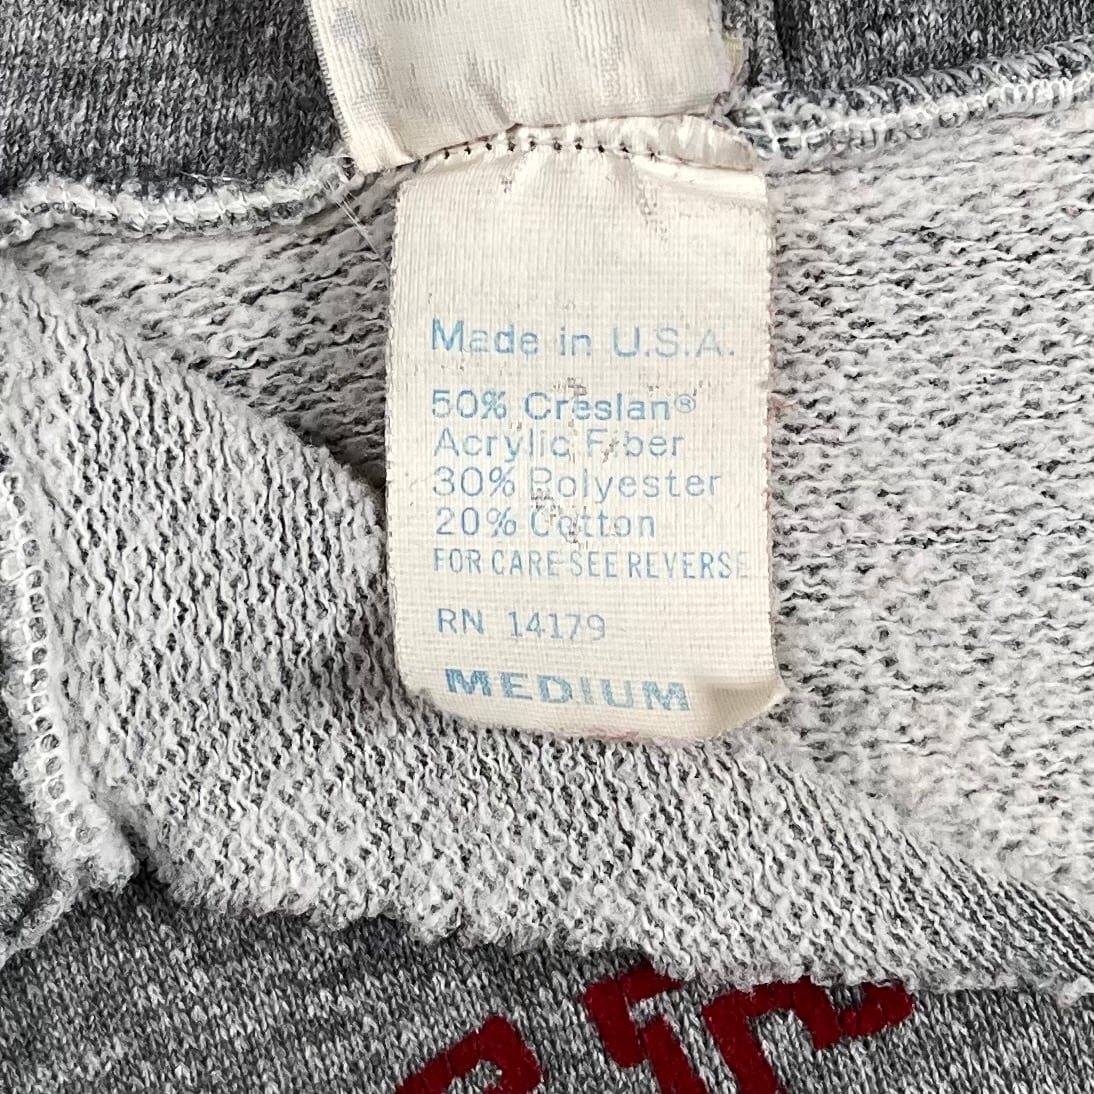 Made in U.S.A.
50% Creslan®
Acrylic Fiber
30% Polyester
20% Cotton
FOR CARE SEE REVERSE
RN 14179
MEDIUM